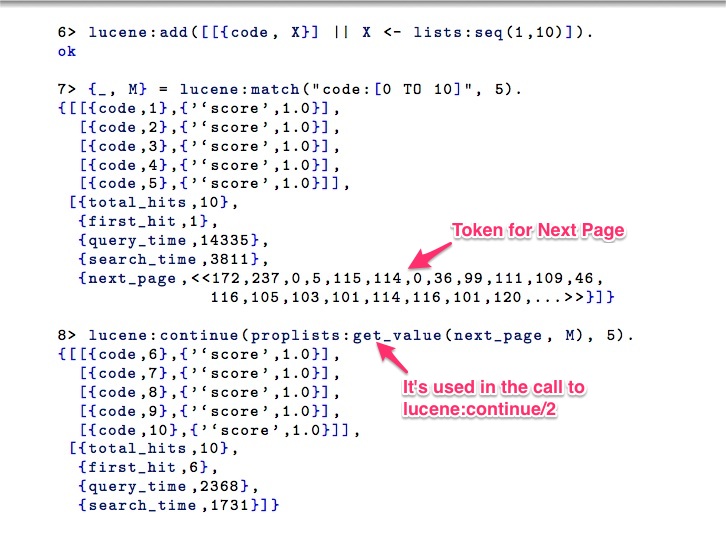 6> lucene:add([[{code, X}] || X <- lists:seq(1,10)]).
ok
7> {_, M} = lucene:match("code:[0 TO 10]", 5).
{[[{code,1},{’‘score’,1.0}],
[{code,2},{’‘score’,1.0}],
[{code,3},{’‘score’,1.0}],
[{code,4},{’‘score’,1.0}],
[{code,5},{’‘score’,1.0}]],
[{total_hits,10},
{first_hit,1},
{query_time,14335},
{search_time,3811},
{next_page,<<172,237,0,5,115,114,0,36,99,111,109,46,
116,105,103,101,114,116,101,120,...>>}]}
Token for Next Page
8> lucene:continue(proplists:get_value(next_page, M), 5).
{[[{code,6},{’‘score’,1.0}],
[{code,7},{’‘score’,1.0}],
[{code,8},{’‘score’,1.0}],
[{code,9},{’‘score’,1.0}],
[{code,10},{’‘score’,1.0}]],
[{total_hits,10},
{first_hit,6},
{query_time,2368},
{search_time,1731}]}
It's used in the call to
lucene:continue/2